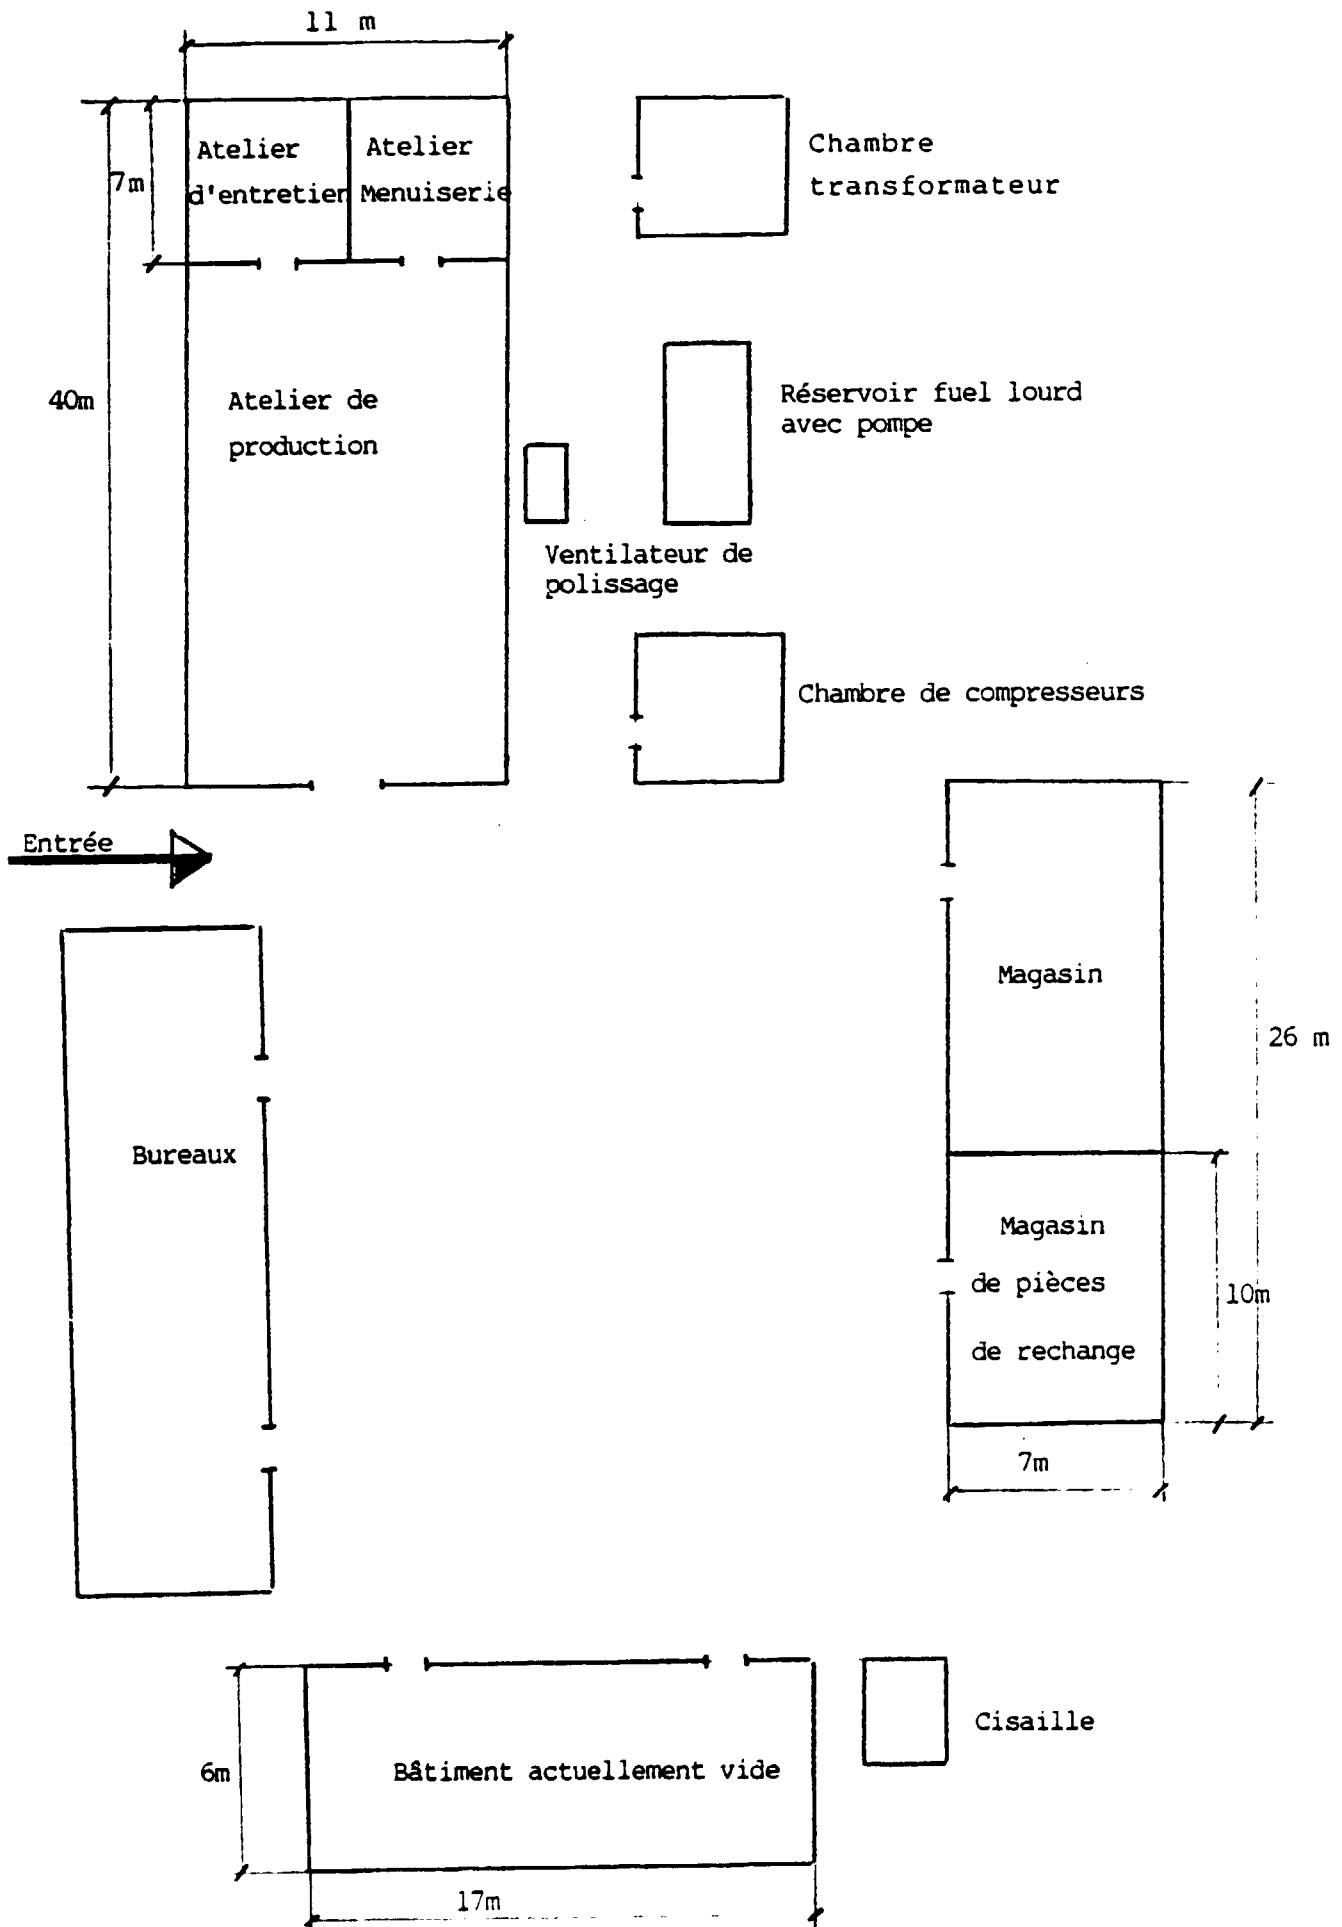 11 m
Atelier
d'entretien
Atelier
Menuiserie
7m
Chambre
transformateur
40m
Atelier de
production
Réservoir fuel lourd
avec pompe
Ventilateur de
polissage
Chambre de compresseurs
Entrée
Magasin
26 m
Bureaux
Magasin
de pièces
de rechange
10m
7m
Cisaille
6m
Bâtiment actuellement vide
17m